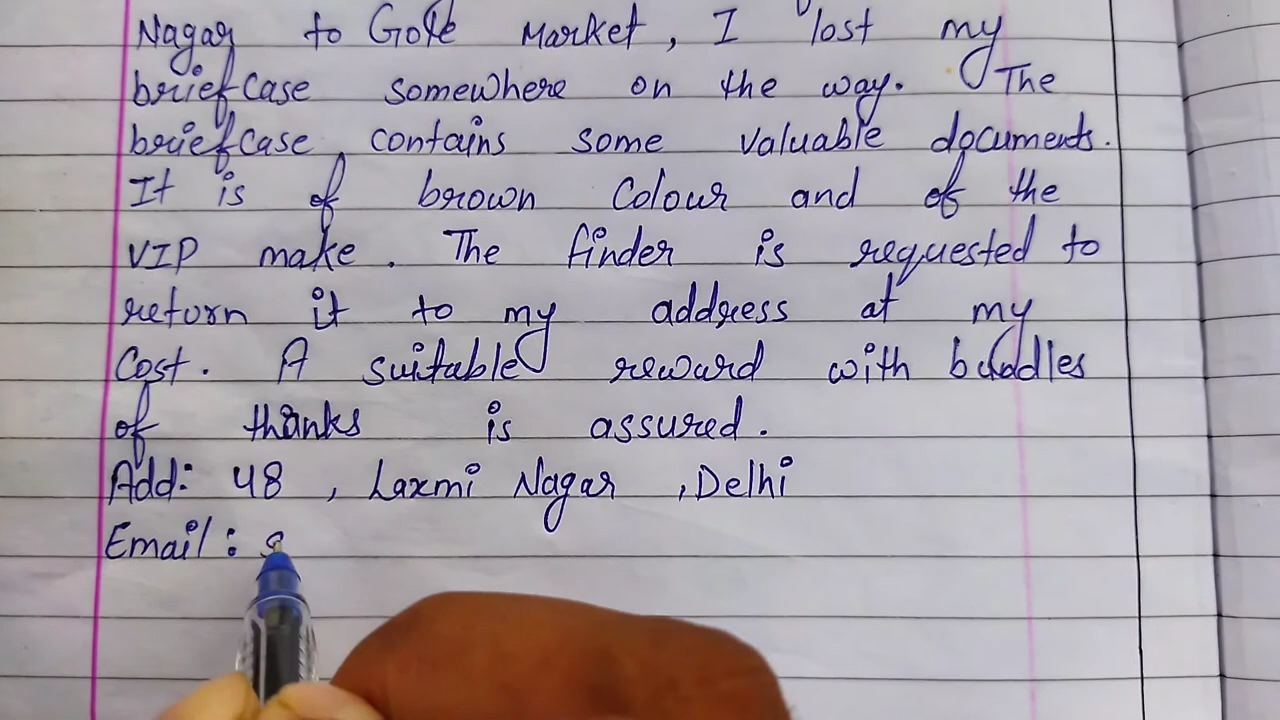 Nagar to Gole Market, I lost my
briefcase somewhere on the way. The
briefcase contains some valuable documents.
It is of brown Colour and of the
VIP make. The finder is requested to
return it to my address at my
Cost. A suitable reward with buddles
of thanks is assured.
Add: 48, Laxmi Nagar, Delhi
Email: